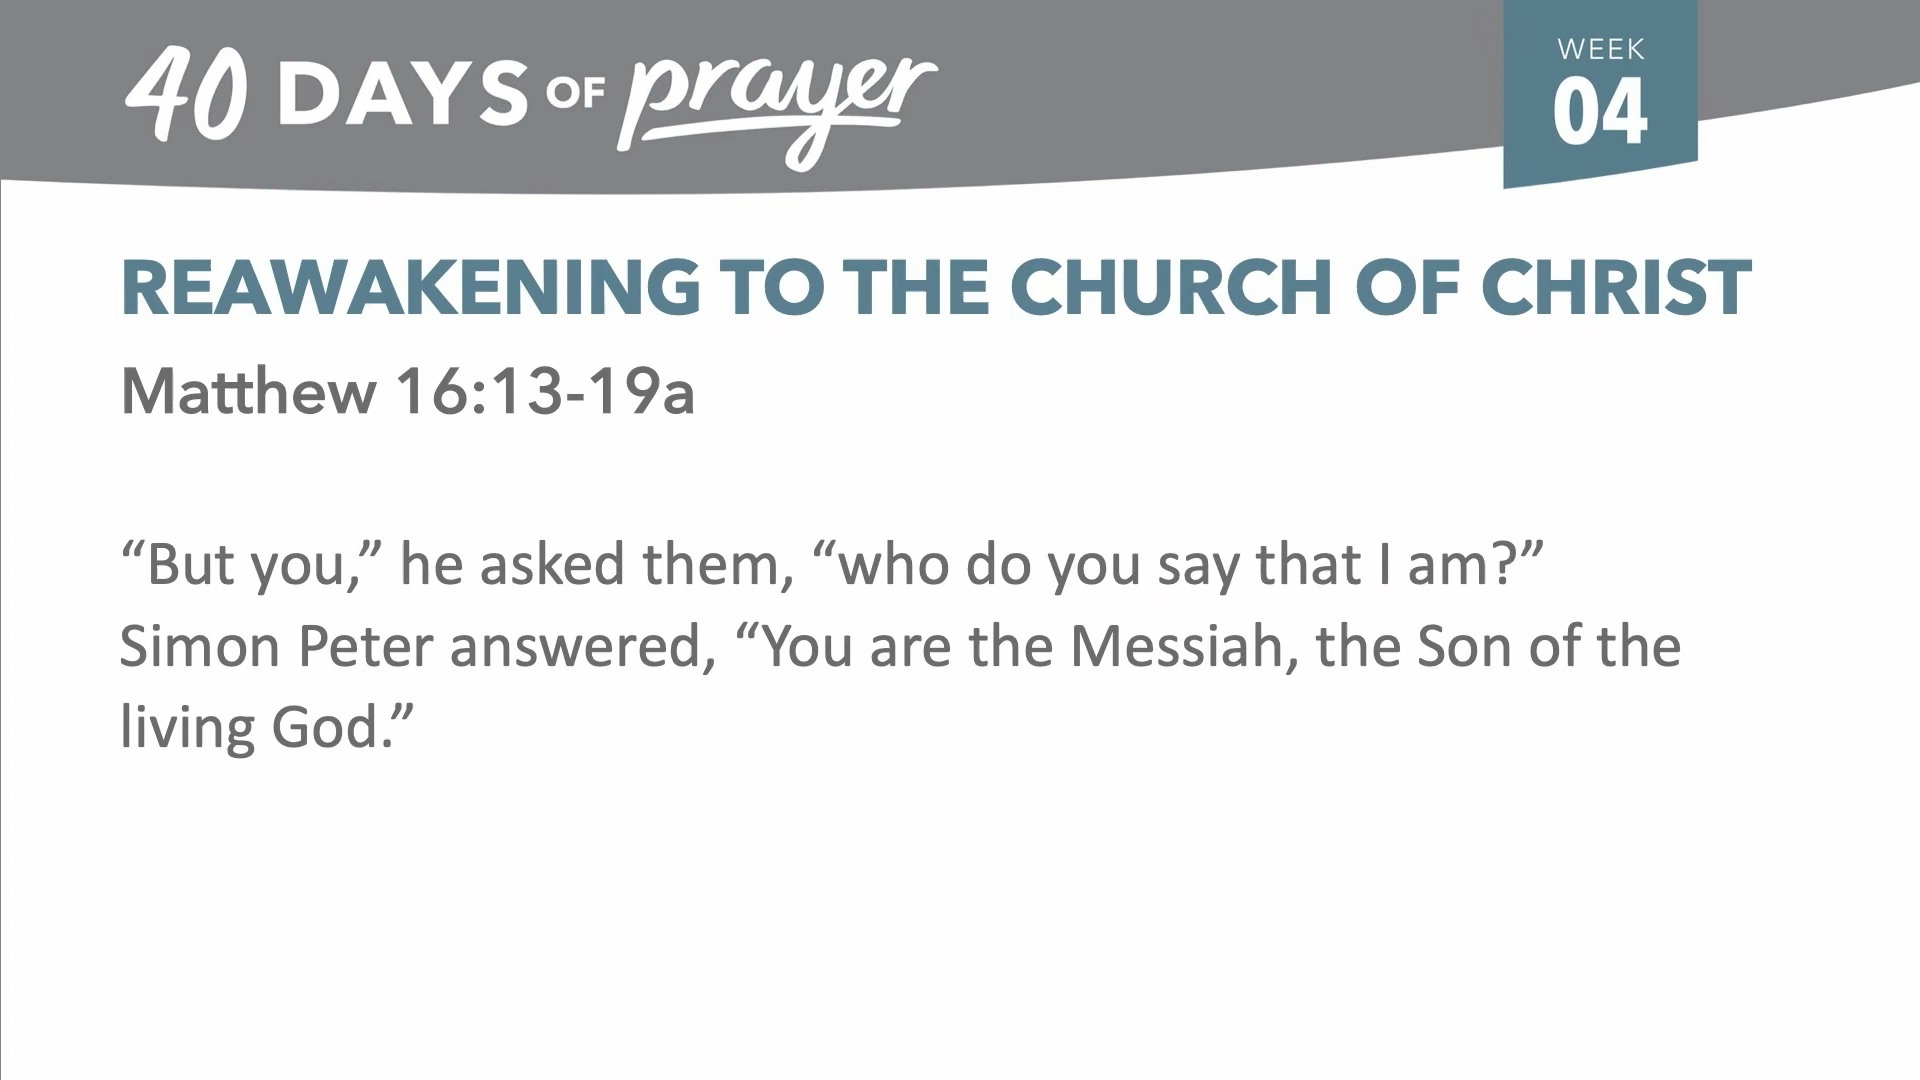 40 DAYS OF prayer
WEEK
04
REAWAKENING TO THE CHURCH OF CHRIST
Matthew 16:13-19a
“But you,” he asked them, “who do you say that I am?”
Simon Peter answered, “You are the Messiah, the Son of the
living God.”